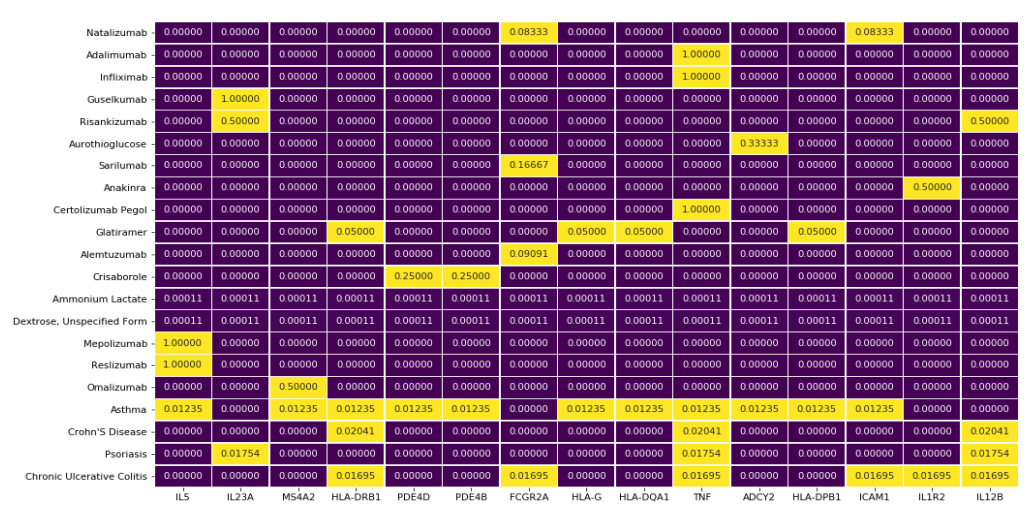 Natalizumab 0.00000 0.00000 0.00000 0.00000 0.00000 0.00000 0.08333 0.00000 0.00000 0.00000 0.00000 0.00000 0.08333 0.00000 0.00000
Adalimumab 0.00000 0.00000 0.00000 0.00000 0.00000 0.00000 0.00000 0.00000 0.00000 1.00000 0.00000 0.00000 0.00000 0.00000 0.00000
Infliximab 0.00000 0.00000 0.00000 0.00000 0.00000 0.00000 0.00000 0.00000 0.00000 1.00000 0.00000 0.00000 0.00000 0.00000 0.00000
Guselkumab 0.00000 1.00000 0.00000 0.00000 0.00000 0.00000 0.00000 0.00000 0.00000 0.00000 0.00000 0.00000 0.00000 0.00000 0.00000
Risankizumab 0.00000 0.50000 0.00000 0.00000 0.00000 0.00000 0.00000 0.00000 0.00000 0.00000 0.00000 0.00000 0.00000 0.00000 0.50000
Aurothioglucose 0.00000 0.00000 0.00000 0.00000 0.00000 0.00000 0.00000 0.00000 0.00000 0.00000 0.33333 0.00000 0.00000 0.00000 0.00000
Sarilumab 0.00000 0.00000 0.00000 0.00000 0.00000 0.00000 0.16667 0.00000 0.00000 0.00000 0.00000 0.00000 0.00000 0.00000 0.00000
Anakinra 0.00000 0.00000 0.00000 0.00000 0.00000 0.00000 0.00000 0.00000 0.00000 0.00000 0.00000 0.00000 0.00000 0.50000 0.00000
Certolizumab Pegol 0.00000 0.00000 0.00000 0.00000 0.00000 0.00000 0.00000 0.00000 0.00000 1.00000 0.00000 0.00000 0.00000 0.00000 0.00000
Glatiramer 0.00000 0.00000 0.00000 0.05000 0.00000 0.00000 0.00000 0.05000 0.05000 0.00000 0.00000 0.05000 0.00000 0.00000 0.00000
Alemtuzumab 0.00000 0.00000 0.00000 0.00000 0.00000 0.00000 0.09091 0.00000 0.00000 0.00000 0.00000 0.00000 0.00000 0.00000 0.00000
Crisaborole 0.00000 0.00000 0.00000 0.00000 0.25000 0.25000 0.00000 0.00000 0.00000 0.00000 0.00000 0.00000 0.00000 0.00000 0.00000
Ammonium Lactate 0.00011 0.00011 0.00011 0.00011 0.00011 0.00011 0.00011 0.00011 0.00011 0.00011 0.00011 0.00011 0.00011 0.00011 0.00011
Dextrose, Unspecified Form 0.00011 0.00011 0.00011 0.00011 0.00011 0.00011 0.00011 0.00011 0.00011 0.00011 0.00011 0.00011 0.00011 0.00011 0.00011
Mepolizumab 1.00000 0.00000 0.00000 0.00000 0.00000 0.00000 0.00000 0.00000 0.00000 0.00000 0.00000 0.00000 0.00000 0.00000 0.00000
Reslizumab 1.00000 0.00000 0.00000 0.00000 0.00000 0.00000 0.00000 0.00000 0.00000 0.00000 0.00000 0.00000 0.00000 0.00000 0.00000
Omalizumab 0.00000 0.00000 0.50000 0.00000 0.00000 0.00000 0.00000 0.00000 0.00000 0.00000 0.00000 0.00000 0.00000 0.00000 0.00000
Asthma 0.01235 0.00000 0.01235 0.01235 0.01235 0.01235 0.00000 0.01235 0.01235 0.01235 0.01235 0.01235 0.01235 0.00000 0.00000
Crohn'S Disease 0.00000 0.00000 0.00000 0.02041 0.00000 0.00000 0.00000 0.00000 0.00000 0.02041 0.00000 0.00000 0.00000 0.00000 0.02041
Psoriasis 0.00000 0.01754 0.00000 0.00000 0.00000 0.00000 0.00000 0.00000 0.00000 0.01754 0.00000 0.00000 0.00000 0.00000 0.01754
Chronic Ulcerative Colitis 0.00000 0.00000 0.00000 0.01695 0.00000 0.00000 0.01695 0.00000 0.00000 0.01695 0.00000 0.00000 0.01695 0.01695 0.01695
IL5 IL23A MS4A2 HLA-DRB1 PDE4D PDE4B FCGR2A HLA-G HLA-DQA1 TNF ADCY2 HLA-DPB1 ICAM1 IL1R2 IL12B